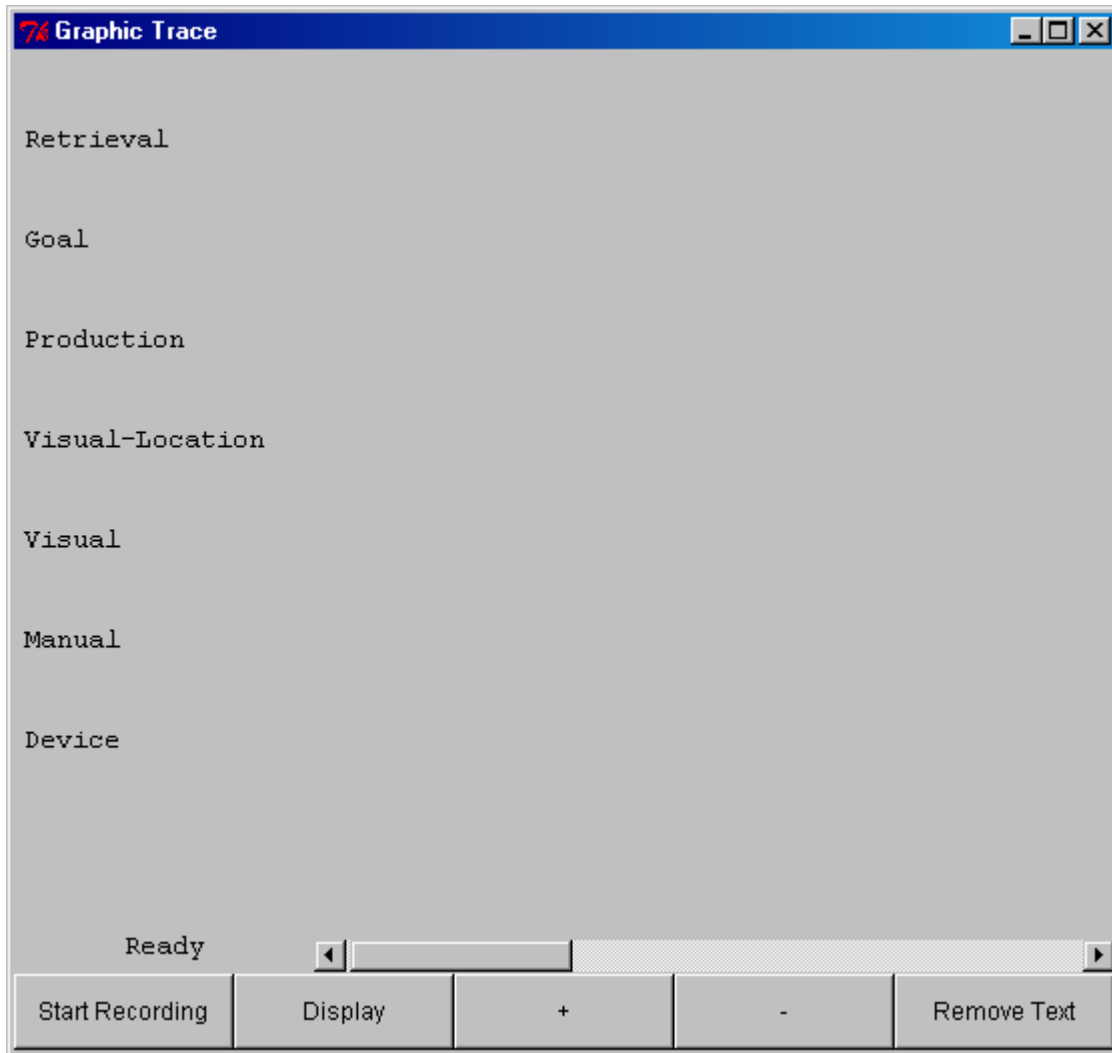 Graphic Trace
Retrieval
Goal
Production
Visual-Location
Visual
Manual
Device
Ready
Start Recording Display + - Remove Text